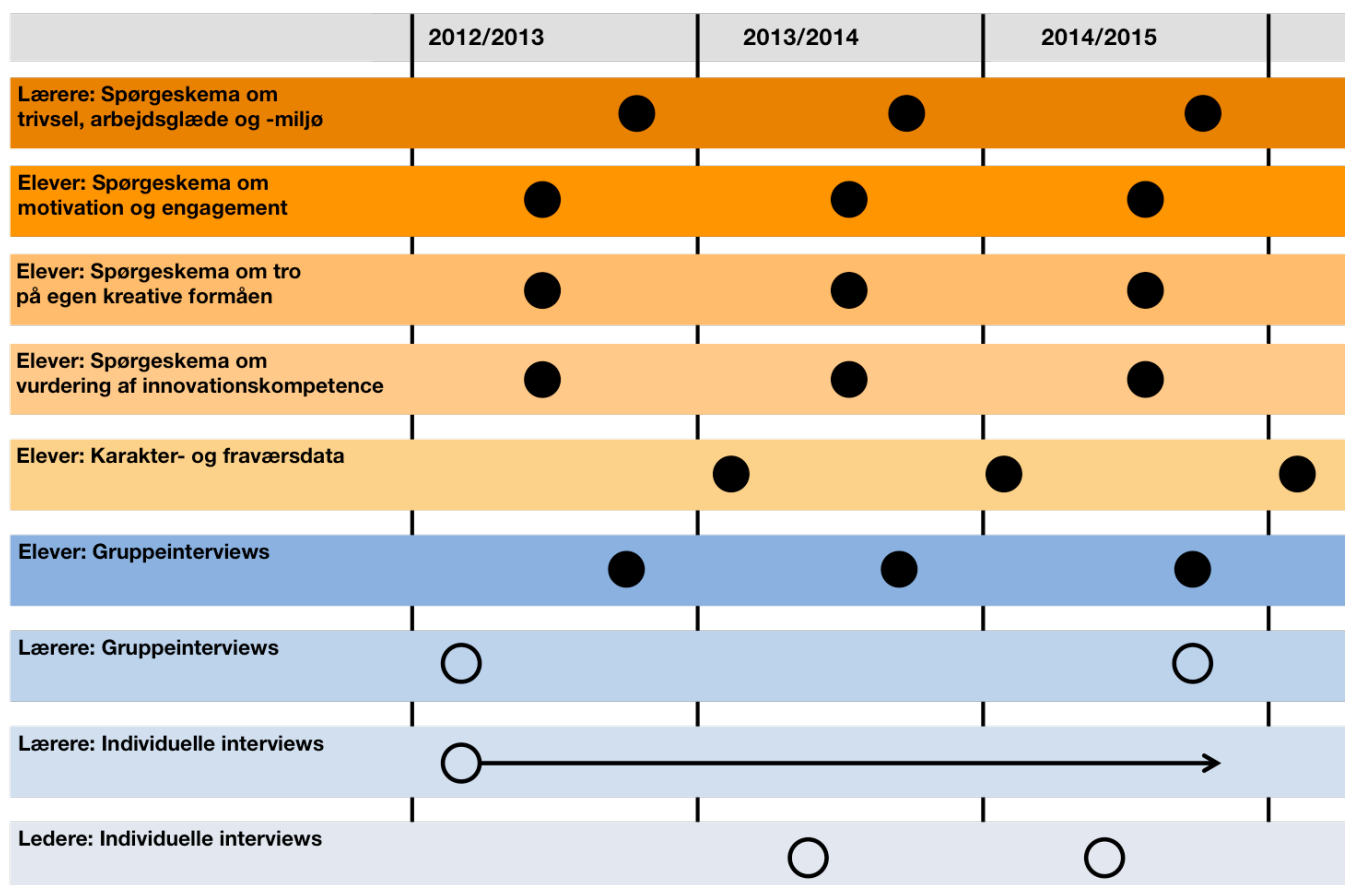 2012/2013 2013/2014 2014/2015
Lærere: Spørgeskema om
trivsel, arbejdsglæde og -miljø
Elever: Spørgeskema om
motivation og engagement
Elever: Spørgeskema om tro
på egen kreative formåen
Elever: Spørgeskema om
vurdering af innovationskompetence
Elever: Karakter- og fraværsdata
Elever: Gruppeinterviews
Lærere: Gruppeinterviews
Lærere: Individuelle interviews
Ledere: Individuelle interviews